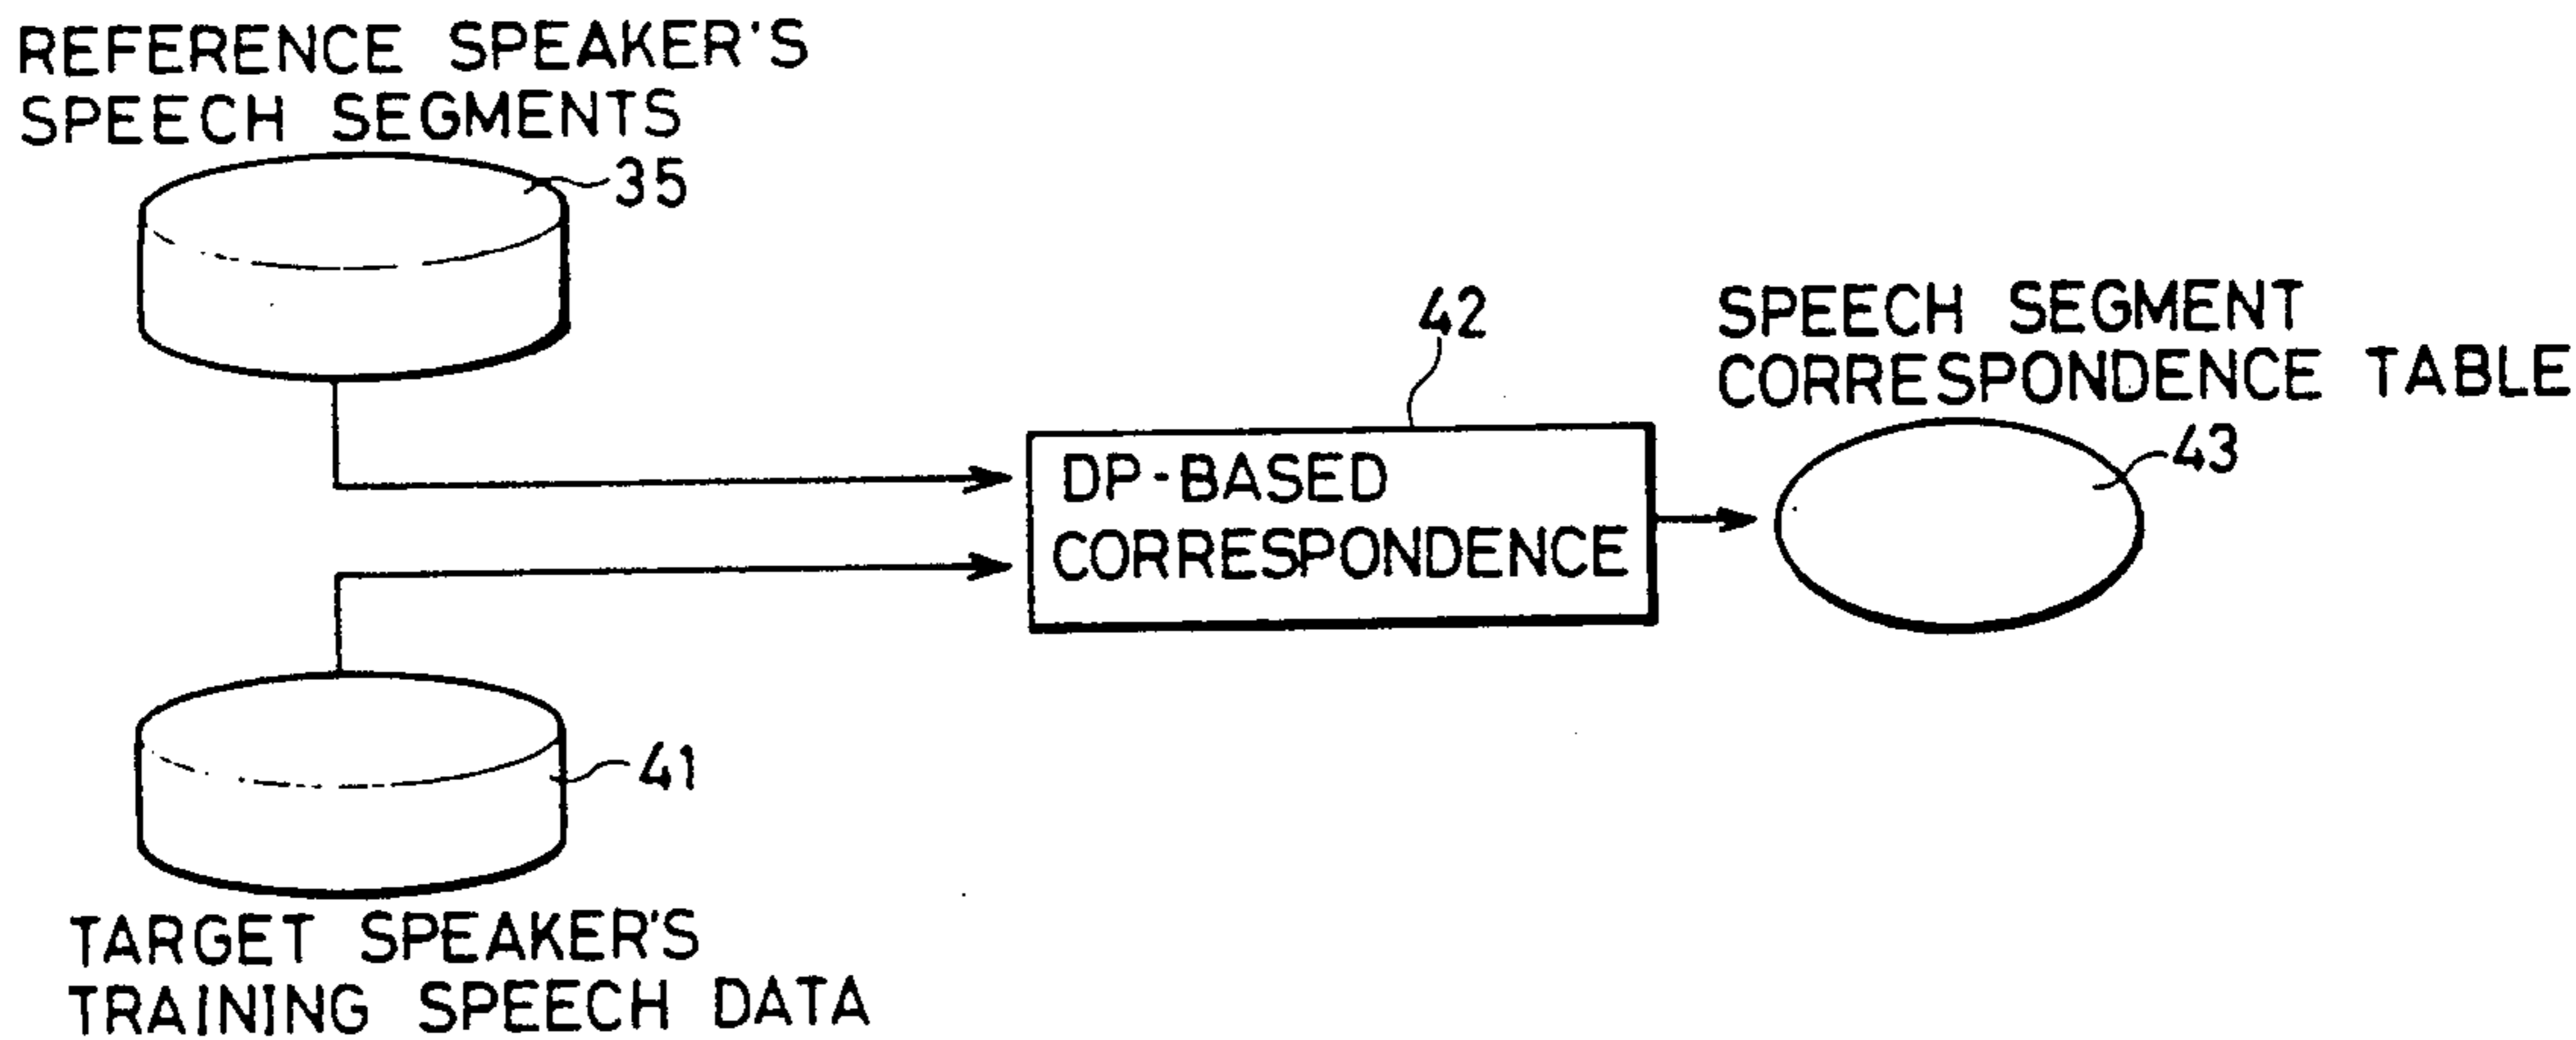 REFERENCE SPEAKER'S
SPEECH SEGMENTS
35
42
SPEECH SEGMENT
CORRESPONDENCE TABLE
43
DP-BASED
CORRESPONDENCE
41
TARGET SPEAKER'S
TRAINING SPEECH DATA